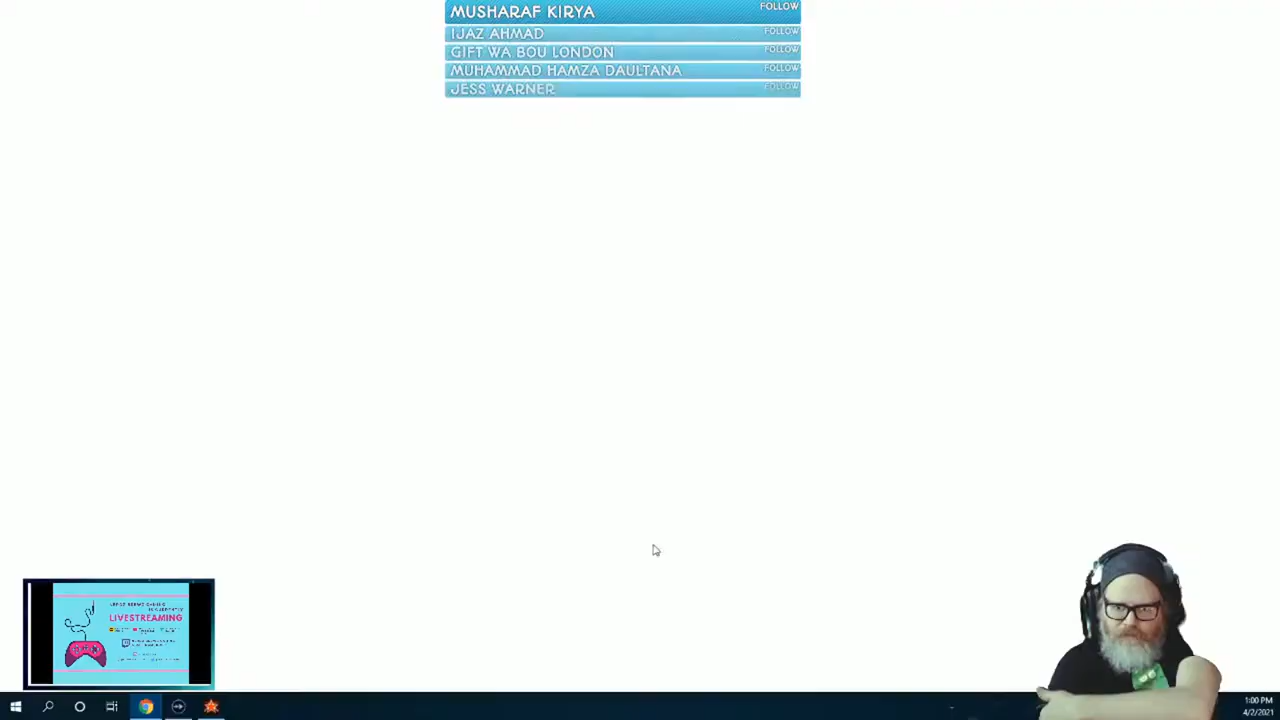 MUSHARAF KIRYA FOLLOW
IJAZ AHMAD FOLLOW
GIFT WA BOU LONDON FOLLOW
MUHAMMAD HAMZA DAULTANA FOLLOW
JESS WARNER FOLLOW
LIVESTREAMING
1:00 PM
4/2/2021